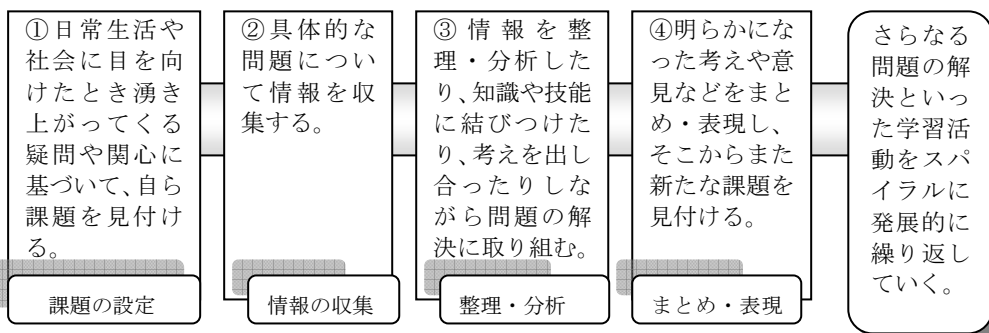 ①日常生活や
社会に目を向
けたとき湧き
上がってくる
疑問や関心に
基づいて、自ら
課題を見付け
る。
課題の設定
②具体的な
問題につい
て情報を収
集する。
情報の収集
③情報を整
理・分析した
り、知識や技能
に結びつけた
り、考えを出し
合ったりしな
がら問題の解
決に取り組む。
整理・分析
④明らかにな
った考えや意
見などをまと
め・表現し、
そこからまた
新たな課題を
見付ける。
まとめ・表現
さらなる
問題の解
決といっ
た学習活
動をスパ
イラルに
発展的に
繰り返し
ていく。